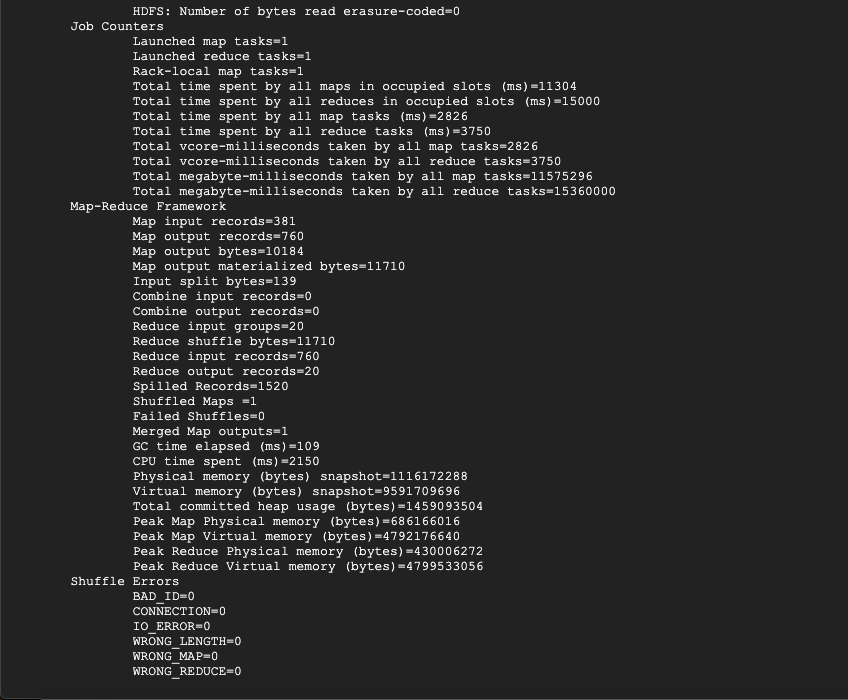 HDFS: Number of bytes read erasure-coded=0
Job Counters
Launched map tasks=1
Launched reduce tasks=1
Rack-local map tasks=1
Total time spent by all maps in occupied slots (ms)=11304
Total time spent by all reduces in occupied slots (ms)=15000
Total time spent by all map tasks (ms)=2826
Total time spent by all reduce tasks (ms)=3750
Total vcore-milliseconds taken by all map tasks=2826
Total vcore-milliseconds taken by all reduce tasks=3750
Total megabyte-milliseconds taken by all map tasks=11575296
Total megabyte-milliseconds taken by all reduce tasks=15360000
Map-Reduce Framework
Map input records=381
Map output records=760
Map output bytes=10184
Map output materialized bytes=11710
Input split bytes=139
Combine input records=0
Combine output records=0
Reduce input groups=20
Reduce shuffle bytes=11710
Reduce input records=760
Reduce output records=20
Spilled Records=1520
Shuffled Maps =1
Failed Shuffles=0
Merged Map outputs=1
GC time elapsed (ms)=109
CPU time spent (ms)=2150
Physical memory (bytes) snapshot=1116172288
Virtual memory (bytes) snapshot=9591709696
Total committed heap usage (bytes)=1459093504
Peak Map Physical memory (bytes)=686166016
Peak Map Virtual memory (bytes)=4792176640
Peak Reduce Physical memory (bytes)=430006272
Peak Reduce Virtual memory (bytes)=4799533056
Shuffle Errors
BAD_ID=0
CONNECTION=0
IO_ERROR=0
WRONG_LENGTH=0
WRONG_MAP=0
WRONG_REDUCE=0